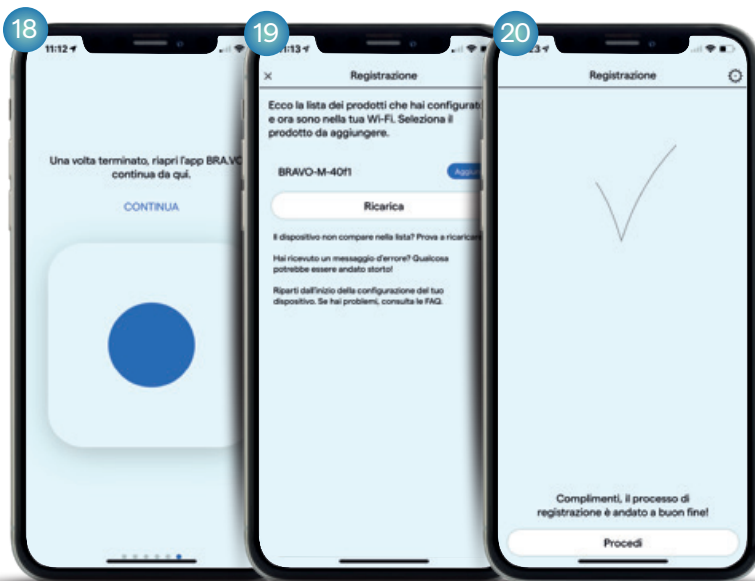 18
11:12
Una volta terminato, riapri l'app BRA.VO
continua da qui.
CONTINUA
19
Registrazione
Ecco la lista dei prodotti che hai configurat
e ora sono nella tua Wi-Fi. Seleziona il
prodotto da aggiungere.
BRAVO-M-40f1
Ricarica
Il dispositivo non compare nella lista? Prova a ricaricar
Hai ricevuto un messaggio d'errore? Qualcosa
potrebbe essere andato storto!
Riparti dall'inizio della configurazione del tuo
dispositivo. Se hai problemi, consulta le FAQ.
20
Registrazione
Complimenti, il processo di
registrazione è andato a buon fine!
Procedi